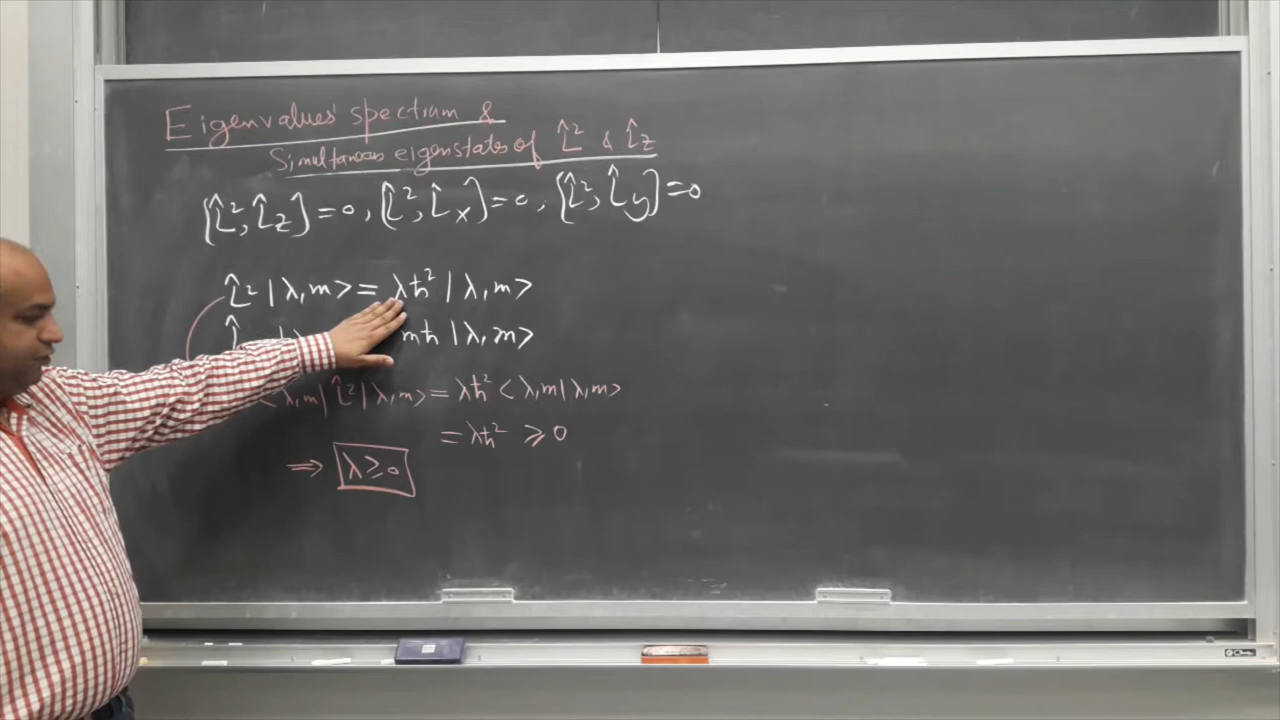 Eigenvalues' spectrum &
Simultaneous eigenstates of L̂² & L̂z
[L̂², L̂z] = 0, [L̂², L̂x] = 0, [L̂², L̂y] = 0
L̂² |λ,m> = λħ² |λ,m>
mħ |λ,m>
λ,m| L̂² |λ,m> = λħ² <λ,m|λ,m>
= λħ² ≥ 0
⇒ λ ≥ 0